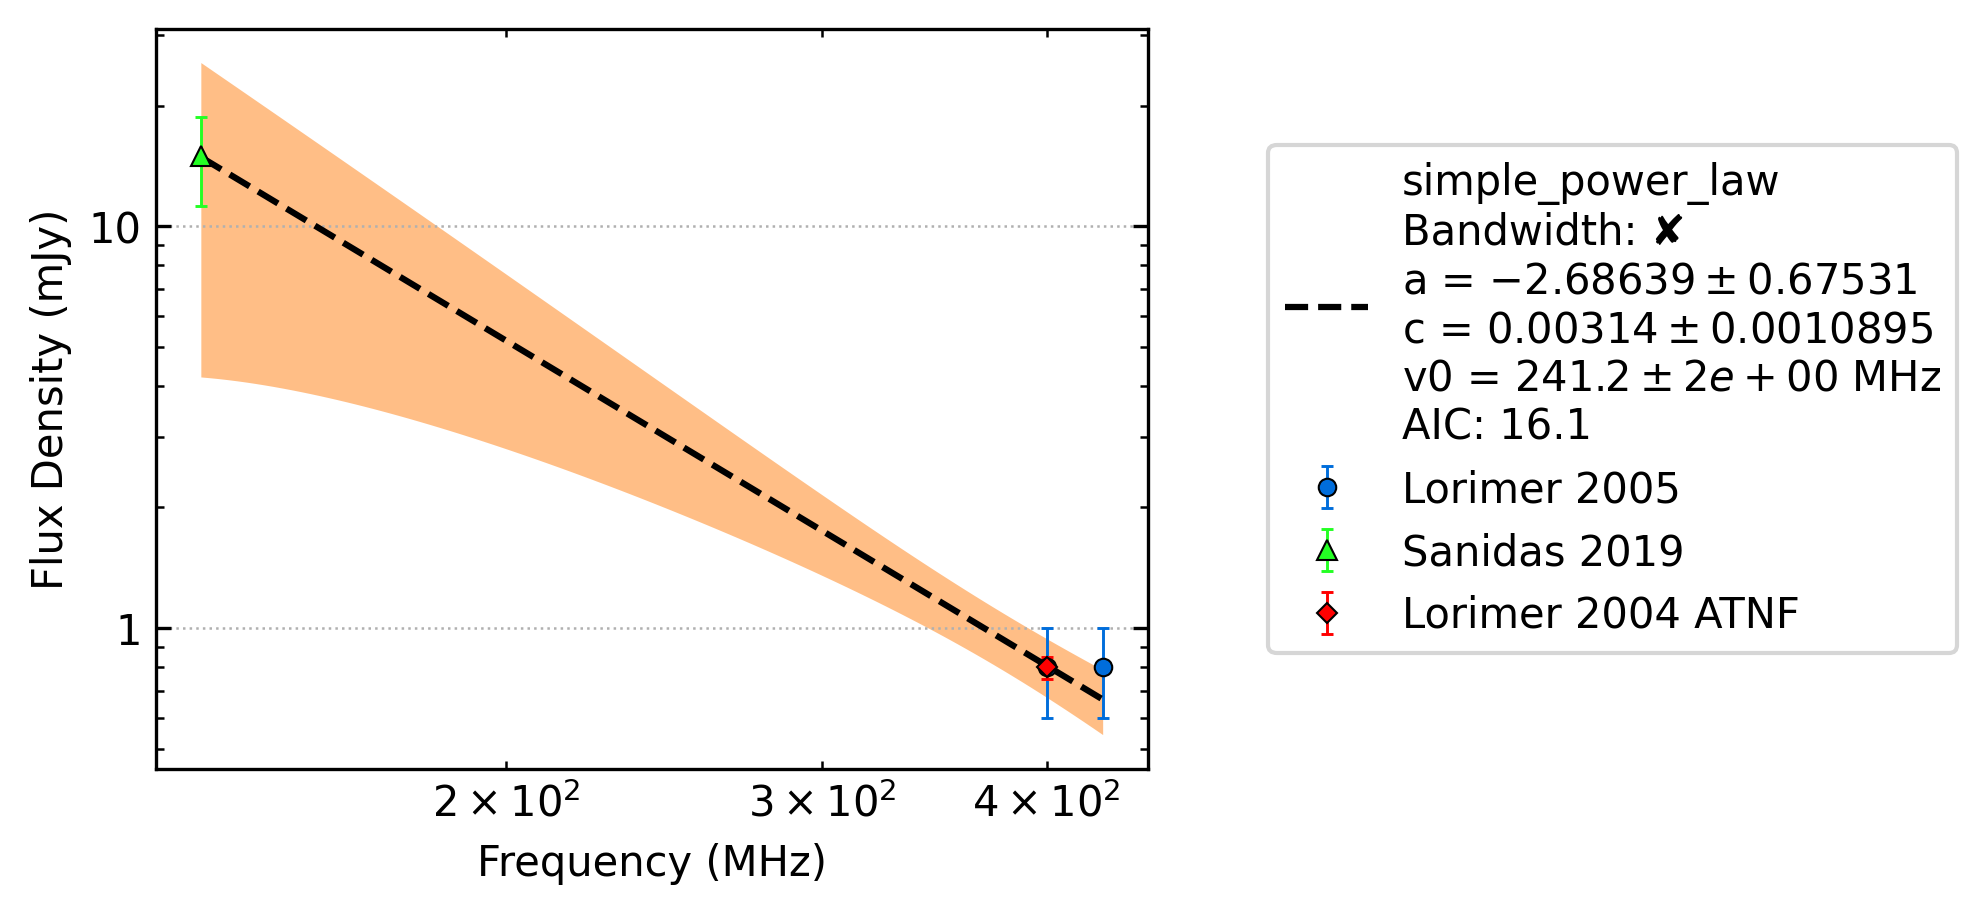 10
1
Flux Density (mJy)
2 × 10²
3 × 10²
4 × 10²
Frequency (MHz)
simple_power_law
Bandwidth: ✘
a = −2.68639 ± 0.67531
c = 0.00314 ± 0.0010895
v0 = 241.2 ± 2e + 00 MHz
AIC: 16.1
Lorimer 2005
Sanidas 2019
Lorimer 2004 ATNF